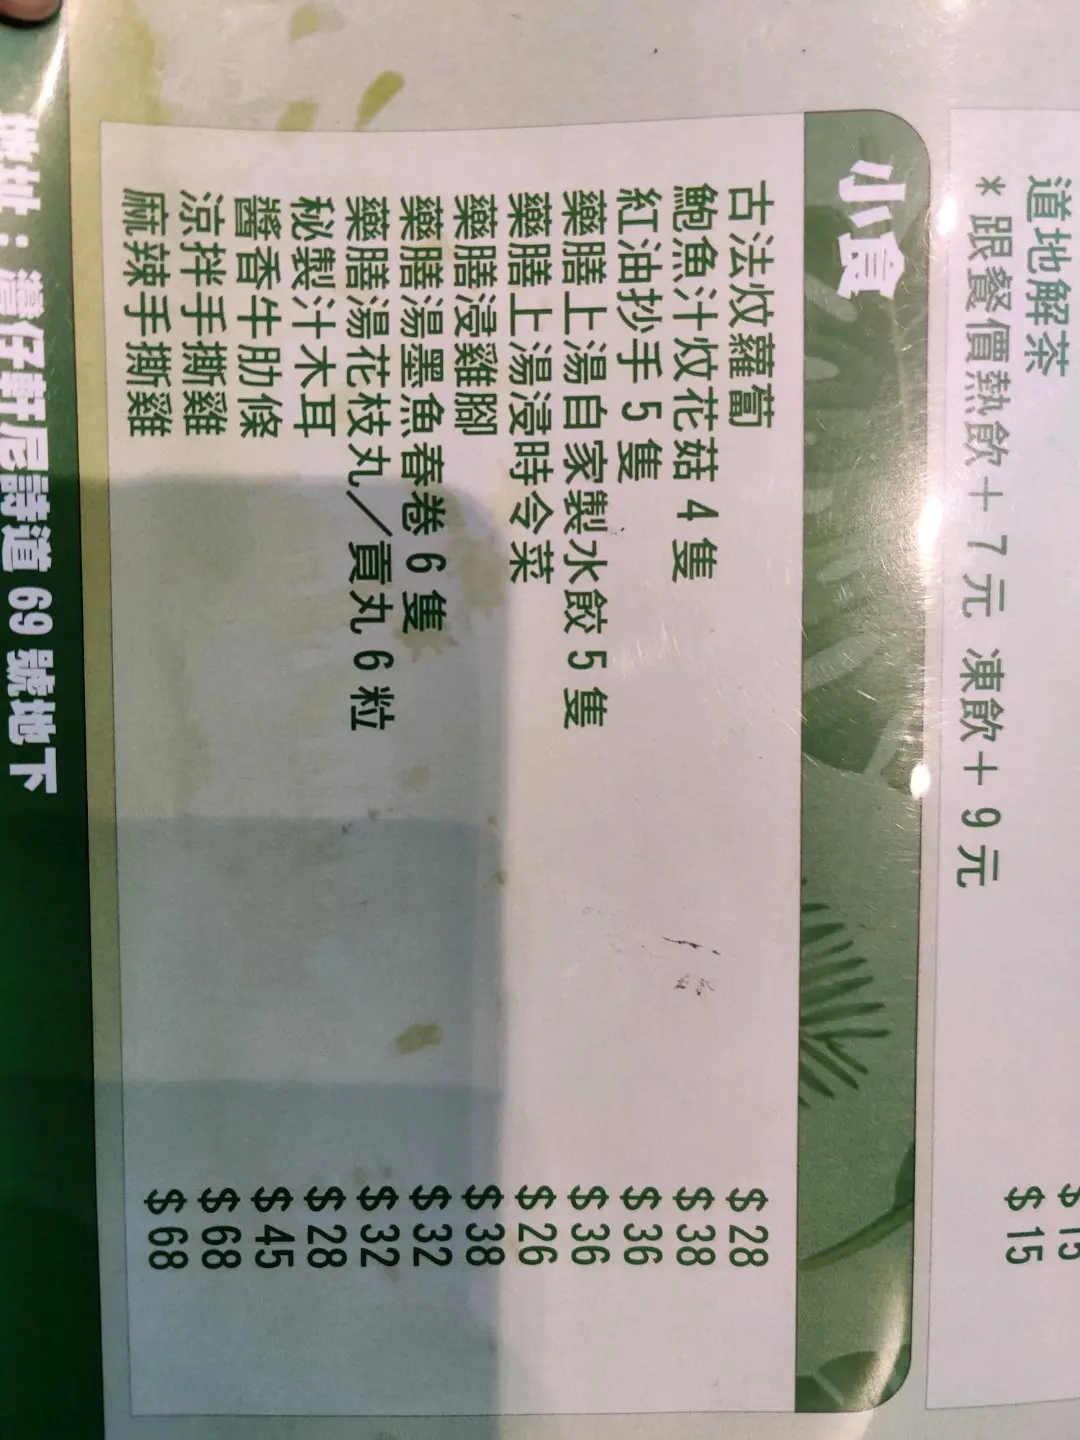 道地解茶
$15
$15
*跟餐價熱飲+7元 凍飲+9元
小食
古法炆蘿蔔 $28
鮑魚汁炆花菇4隻 $38
紅油抄手5隻 $36
藥膳上湯自家製水餃5隻 $36
藥膳上湯浸時令菜 $26
藥膳浸雞腳 $38
藥膳湯墨魚春卷6隻 $32
藥膳湯花枝丸/貢丸6粒 $32
秘製汁木耳 $28
醬香牛肋條 $45
涼拌手撕雞 $68
麻辣手撕雞 $68
地址：灣仔軒尼詩道69號地下